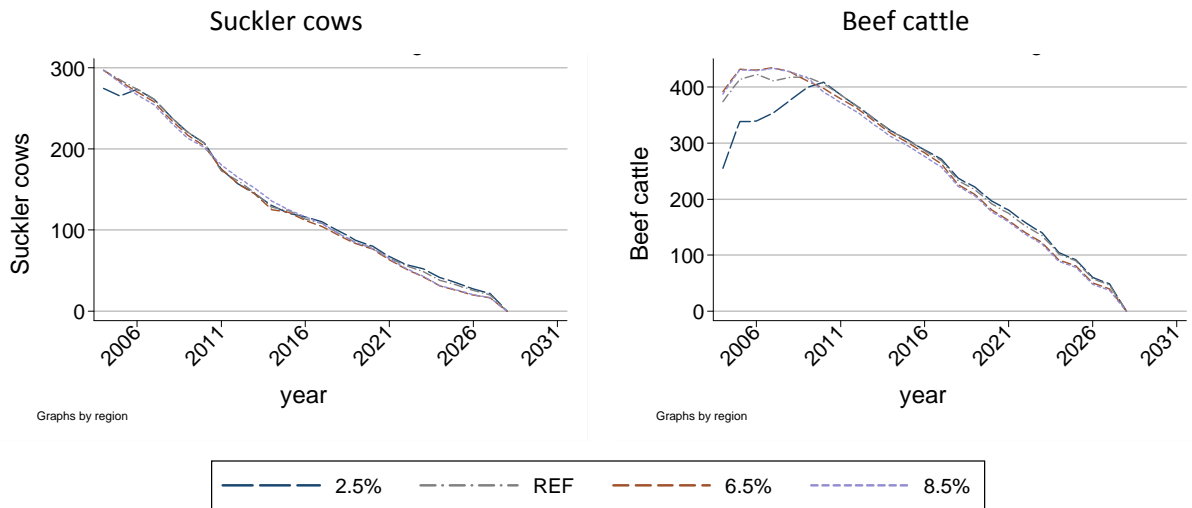 Suckler cows
Beef cattle
Suckler cows
300
200
100
0
2006
2011
2016
2021
2026
2031
year
Graphs by region
Beef cattle
400
300
200
100
0
2006
2011
2016
2021
2026
2031
year
Graphs by region
2.5% REF 6.5% 8.5%